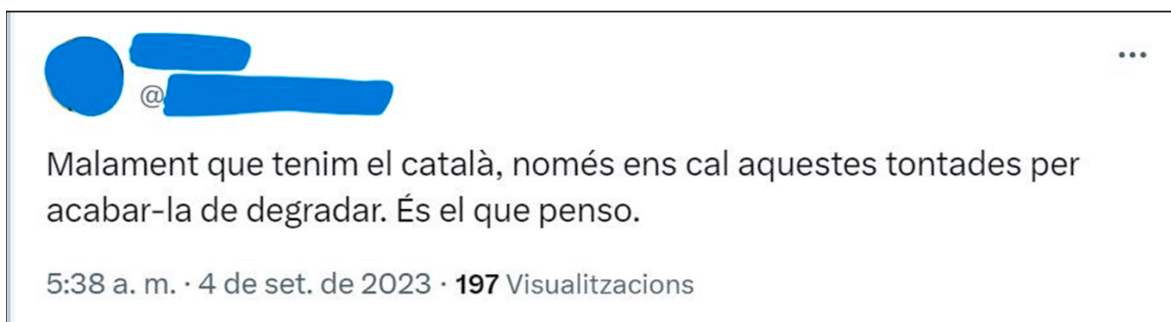 @
Malament que tenim el català, només ens cal aquestes tontades per
acabar-la de degradar. És el que penso.
5:38 a. m. · 4 de set. de 2023 · 197 Visualitzacions